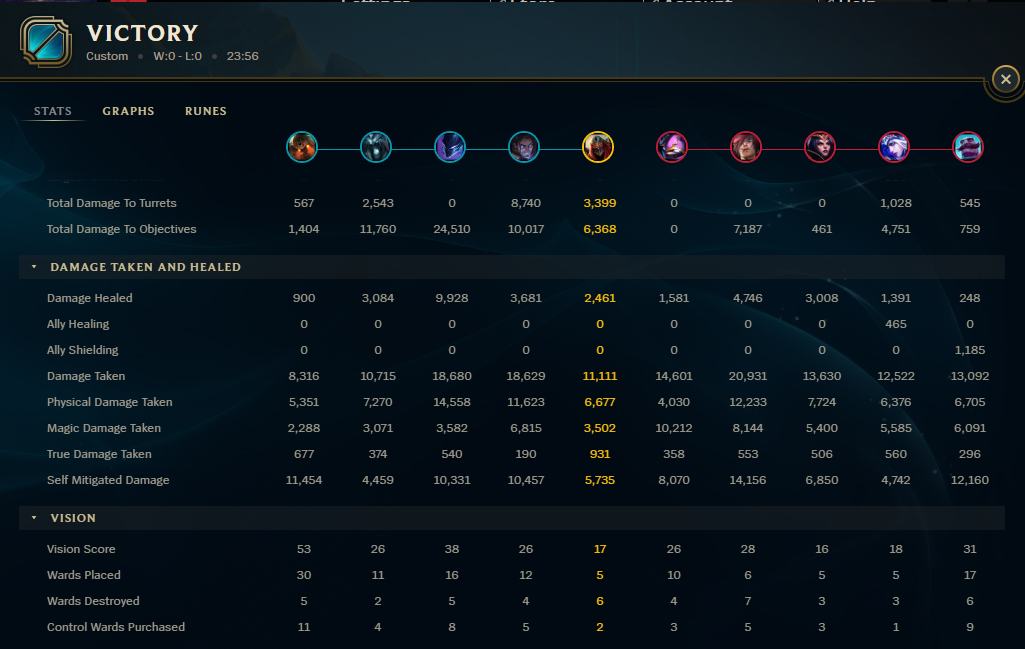 VICTORY
Custom • W:0 - L:0 • 23:56
STATS GRAPHS RUNES
Total Damage To Turrets 567 2,543 0 8,740 3,399 0 0 0 1,028 545
Total Damage To Objectives 1,404 11,760 24,510 10,017 6,368 0 7,187 461 4,751 759
DAMAGE TAKEN AND HEALED
Damage Healed 900 3,084 9,928 3,681 2,461 1,581 4,746 3,008 1,391 248
Ally Healing 0 0 0 0 0 0 0 0 465 0
Ally Shielding 0 0 0 0 0 0 0 0 0 1,185
Damage Taken 8,316 10,715 18,680 18,629 11,111 14,601 20,931 13,630 12,522 13,092
Physical Damage Taken 5,351 7,270 14,558 11,623 6,677 4,030 12,233 7,724 6,376 6,705
Magic Damage Taken 2,288 3,071 3,582 6,815 3,502 10,212 8,144 5,400 5,585 6,091
True Damage Taken 677 374 540 190 931 358 553 506 560 296
Self Mitigated Damage 11,454 4,459 10,331 10,457 5,735 8,070 14,156 6,850 4,742 12,160
VISION
Vision Score 53 26 38 26 17 26 28 16 18 31
Wards Placed 30 11 16 12 5 10 6 5 5 17
Wards Destroyed 5 2 5 4 6 4 7 3 3 6
Control Wards Purchased 11 4 8 5 2 3 5 3 1 9